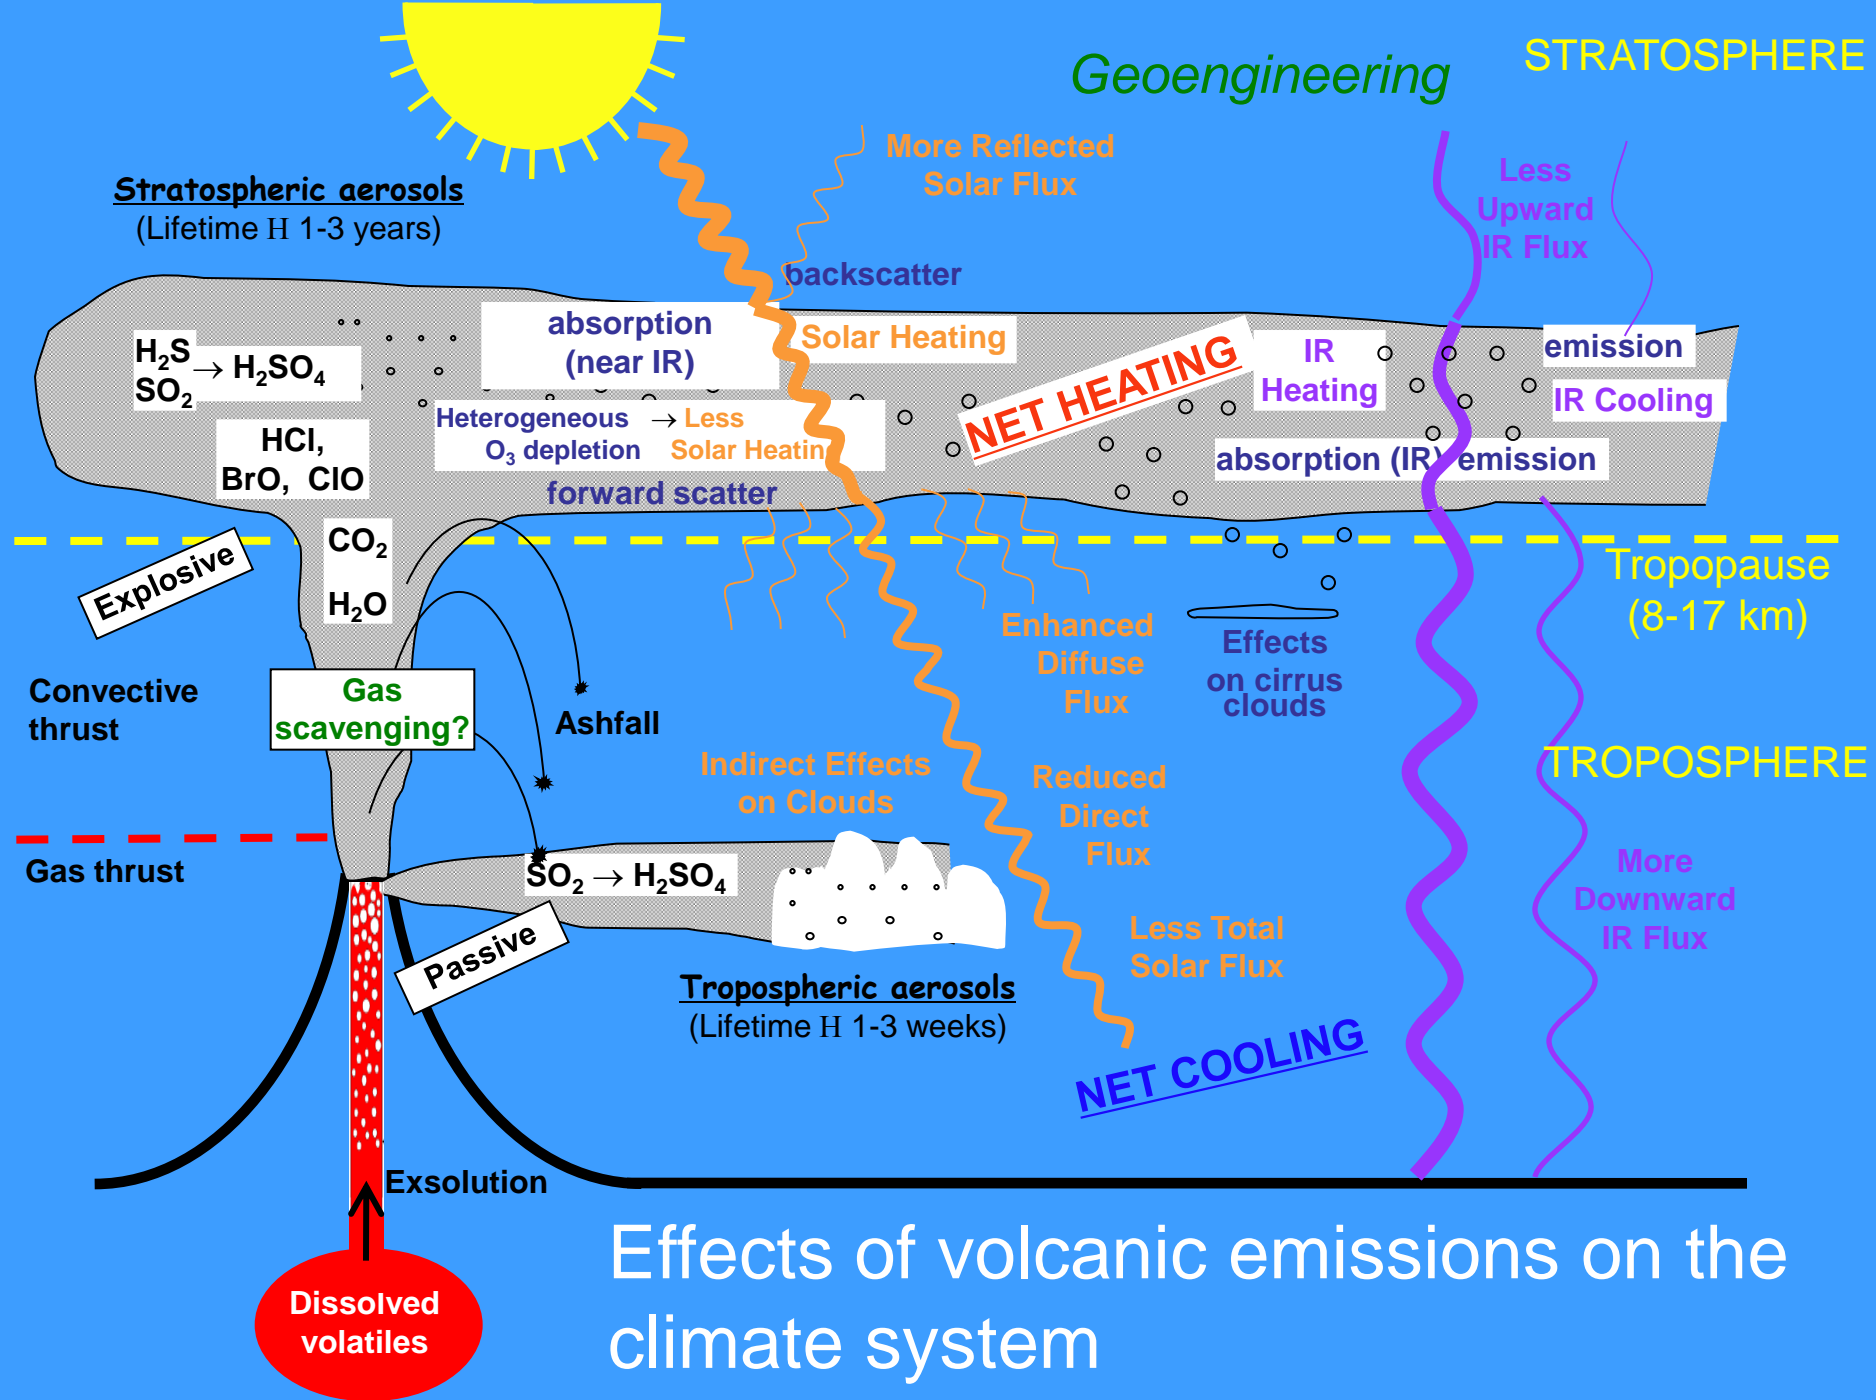 Geoengineering
STRATOSPHERE
More Reflected
Solar Flux
Less
Upward
IR Flux
Stratospheric aerosols
(Lifetime H 1-3 years)
backscatter
absorption
(near IR)
Solar Heating
NET HEATING
IR
Heating
emission
IR Cooling
H₂S
SO₂ → H₂SO₄
Heterogeneous → Less
O₃ depletion Solar Heatin
HCl,
BrO, ClO
absorption (IR) emission
forward scatter
CO₂
H₂O
Explosive
Tropopause
(8-17 km)
Enhanced
Diffuse
Flux
Effects
on cirrus
clouds
Convective
thrust
Gas
scavenging?
Ashfall
Indirect Effects
on Clouds
Reduced
Direct
Flux
TROPOSPHERE
Gas thrust
SO₂ → H₂SO₄
More
Downward
IR Flux
Passive
Less Total
Solar Flux
Tropospheric aerosols
(Lifetime H 1-3 weeks)
NET COOLING
Exsolution
Dissolved
volatiles
Effects of volcanic emissions on the
climate system